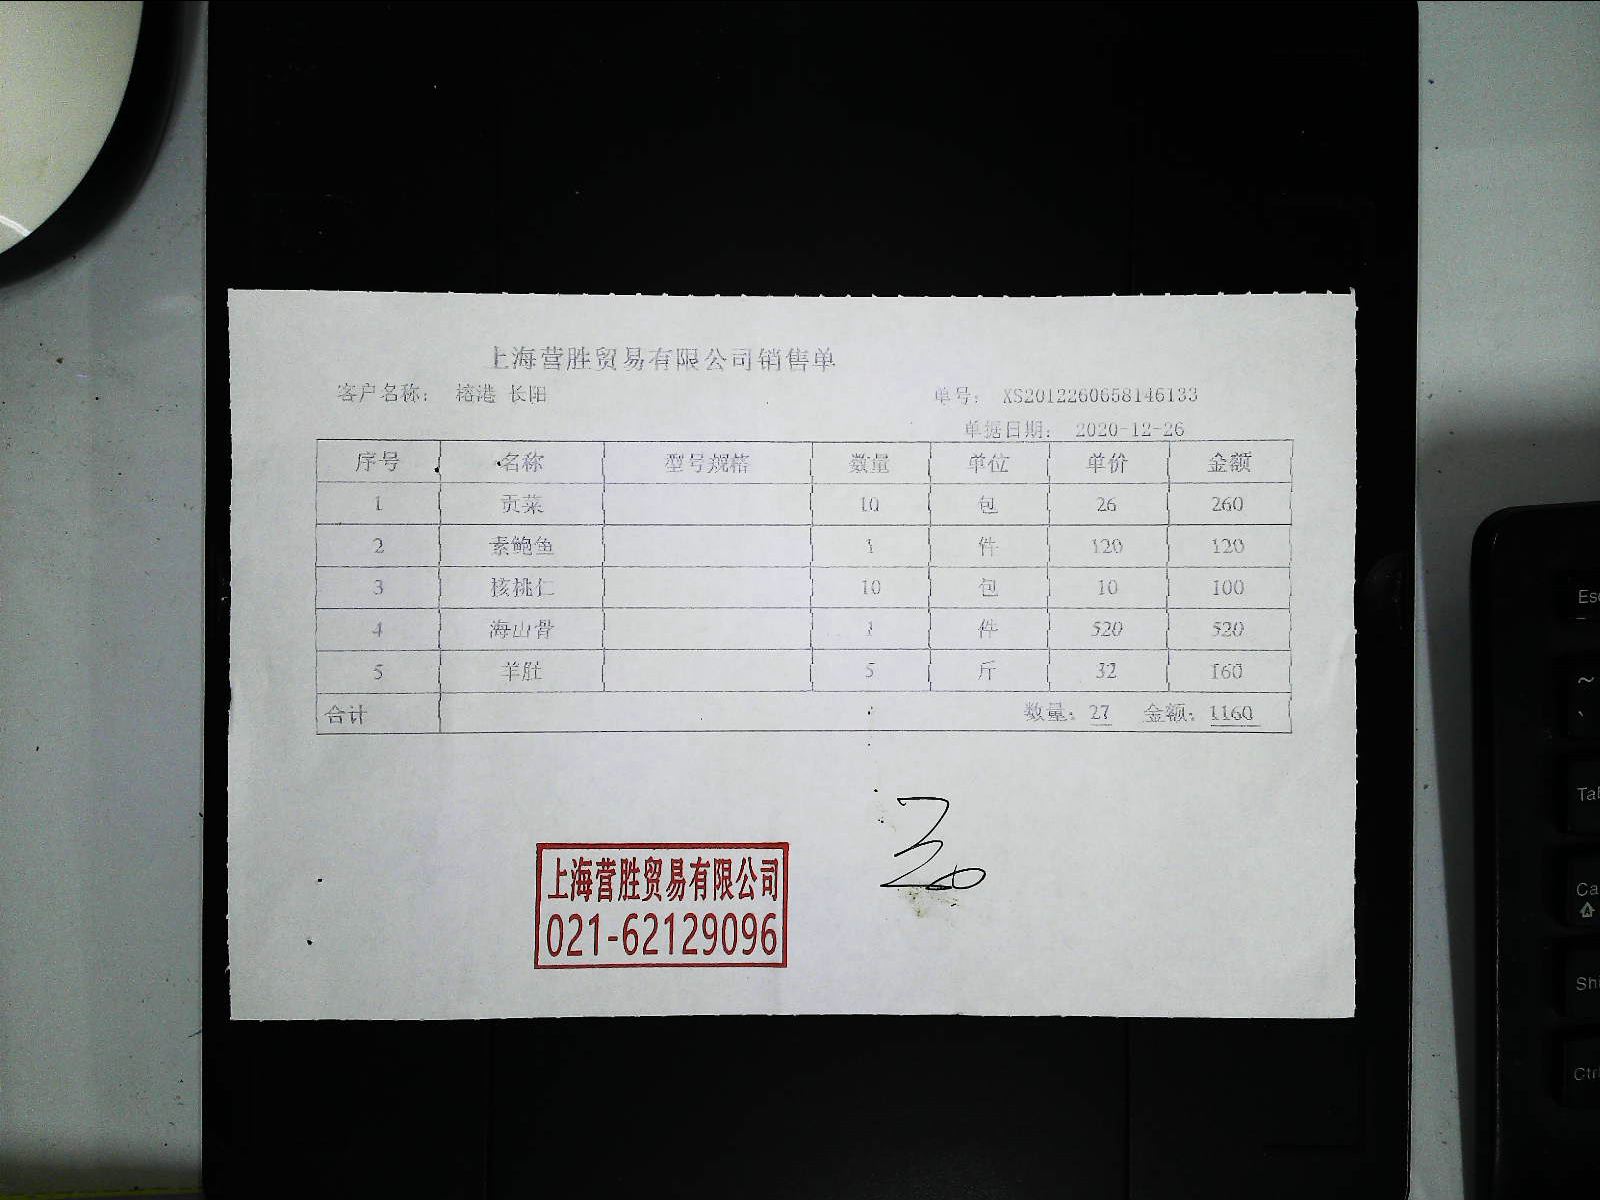 上海营胜贸易有限公司销售单
客户名称： 榕港 长阳 单号： XS2012260658146133
单据日期： 2020-12-26
序号 名称 型号规格 数量 单位 单价 金额
1 贡菜 10 包 26 260
2 素鲍鱼 1 件 120 120
3 核桃仁 10 包 10 100
4 海山骨 1 件 520 520
5 羊肚 5 斤 32 160
合计 数量：27 金额：1160
上海营胜贸易有限公司
021-62129096
Esc
~
Tab
Ctrl